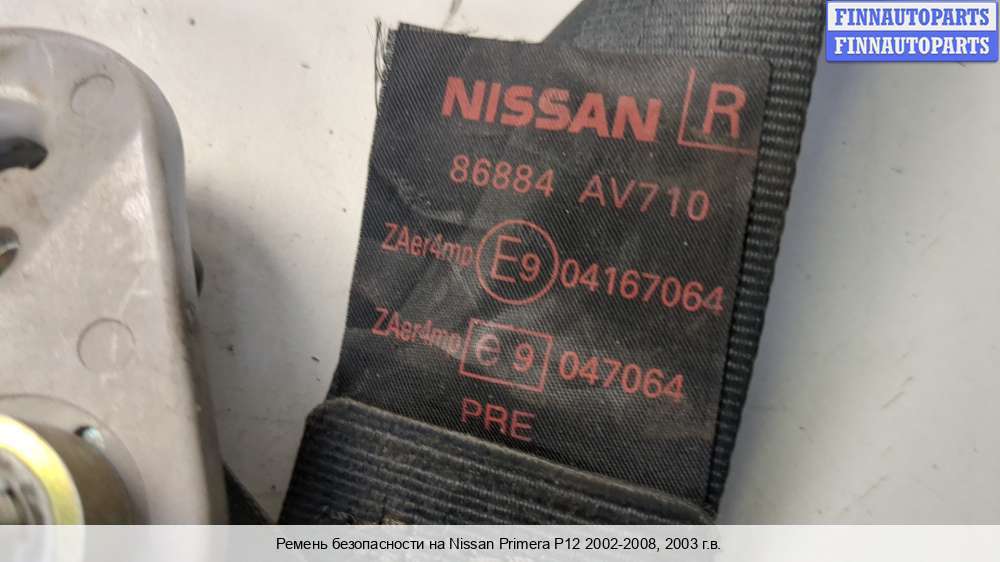 FINNAUTOPARTS
FINNAUTOPARTS
NISSAN R
86884 AV710
ZAer4mp E9 04167064
ZAer4mp e9 047064
PRE
Ремень безопасности на Nissan Primera P12 2002-2008, 2003 г.в.